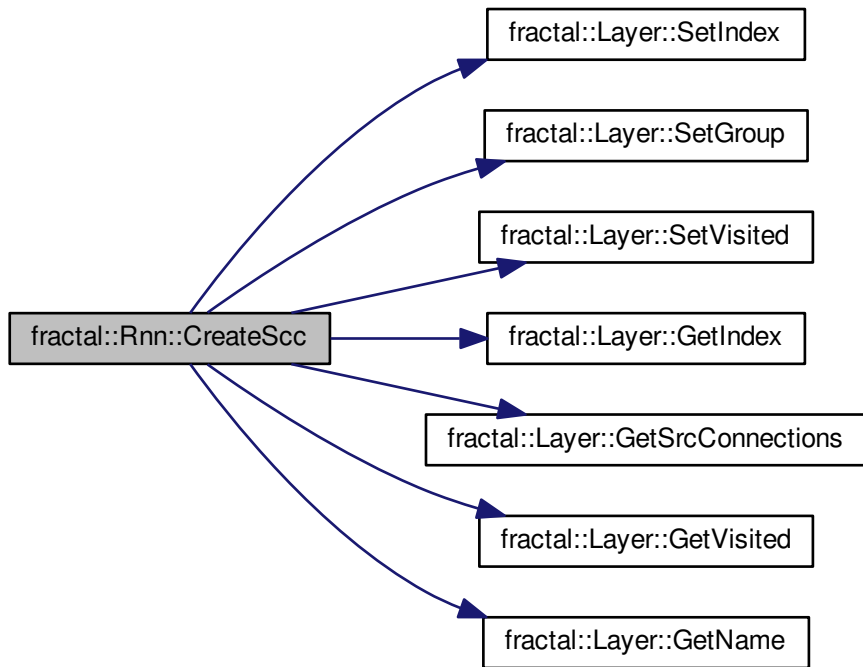 fractal::Layer::SetIndex
fractal::Layer::SetGroup
fractal::Layer::SetVisited
fractal::Rnn::CreateScc
fractal::Layer::GetIndex
fractal::Layer::GetSrcConnections
fractal::Layer::GetVisited
fractal::Layer::GetName